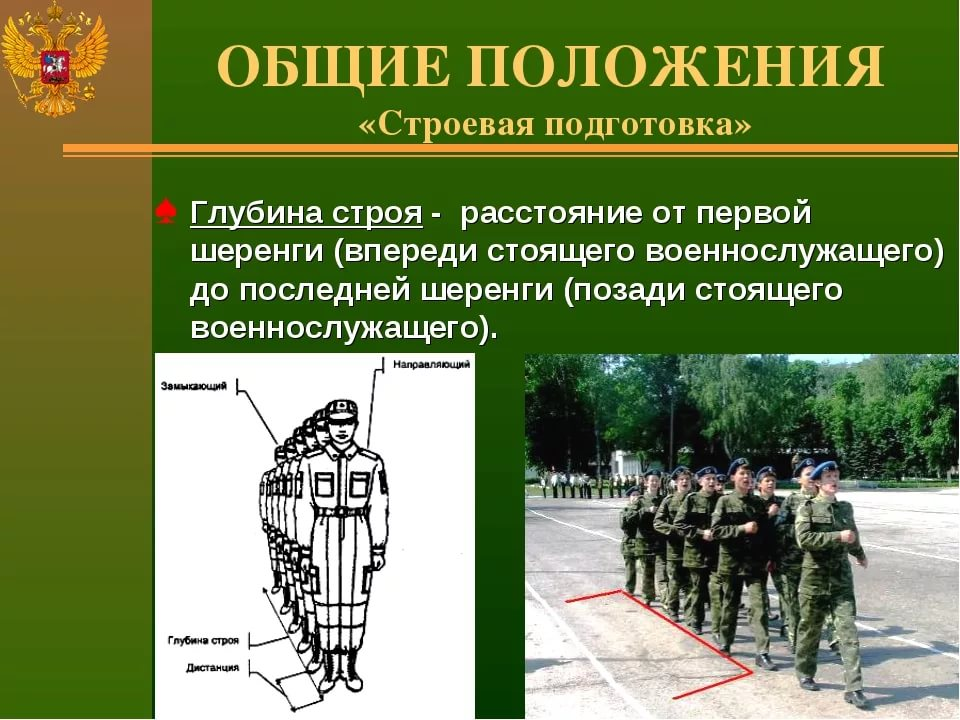 ОБЩИЕ ПОЛОЖЕНИЯ
«Строевая подготовка»
♠ Глубина строя - расстояние от первой
шеренги (впереди стоящего военнослужащего)
до последней шеренги (позади стоящего
военнослужащего).
Направляющий
Замыкающий
Глубина строя
Дистанция